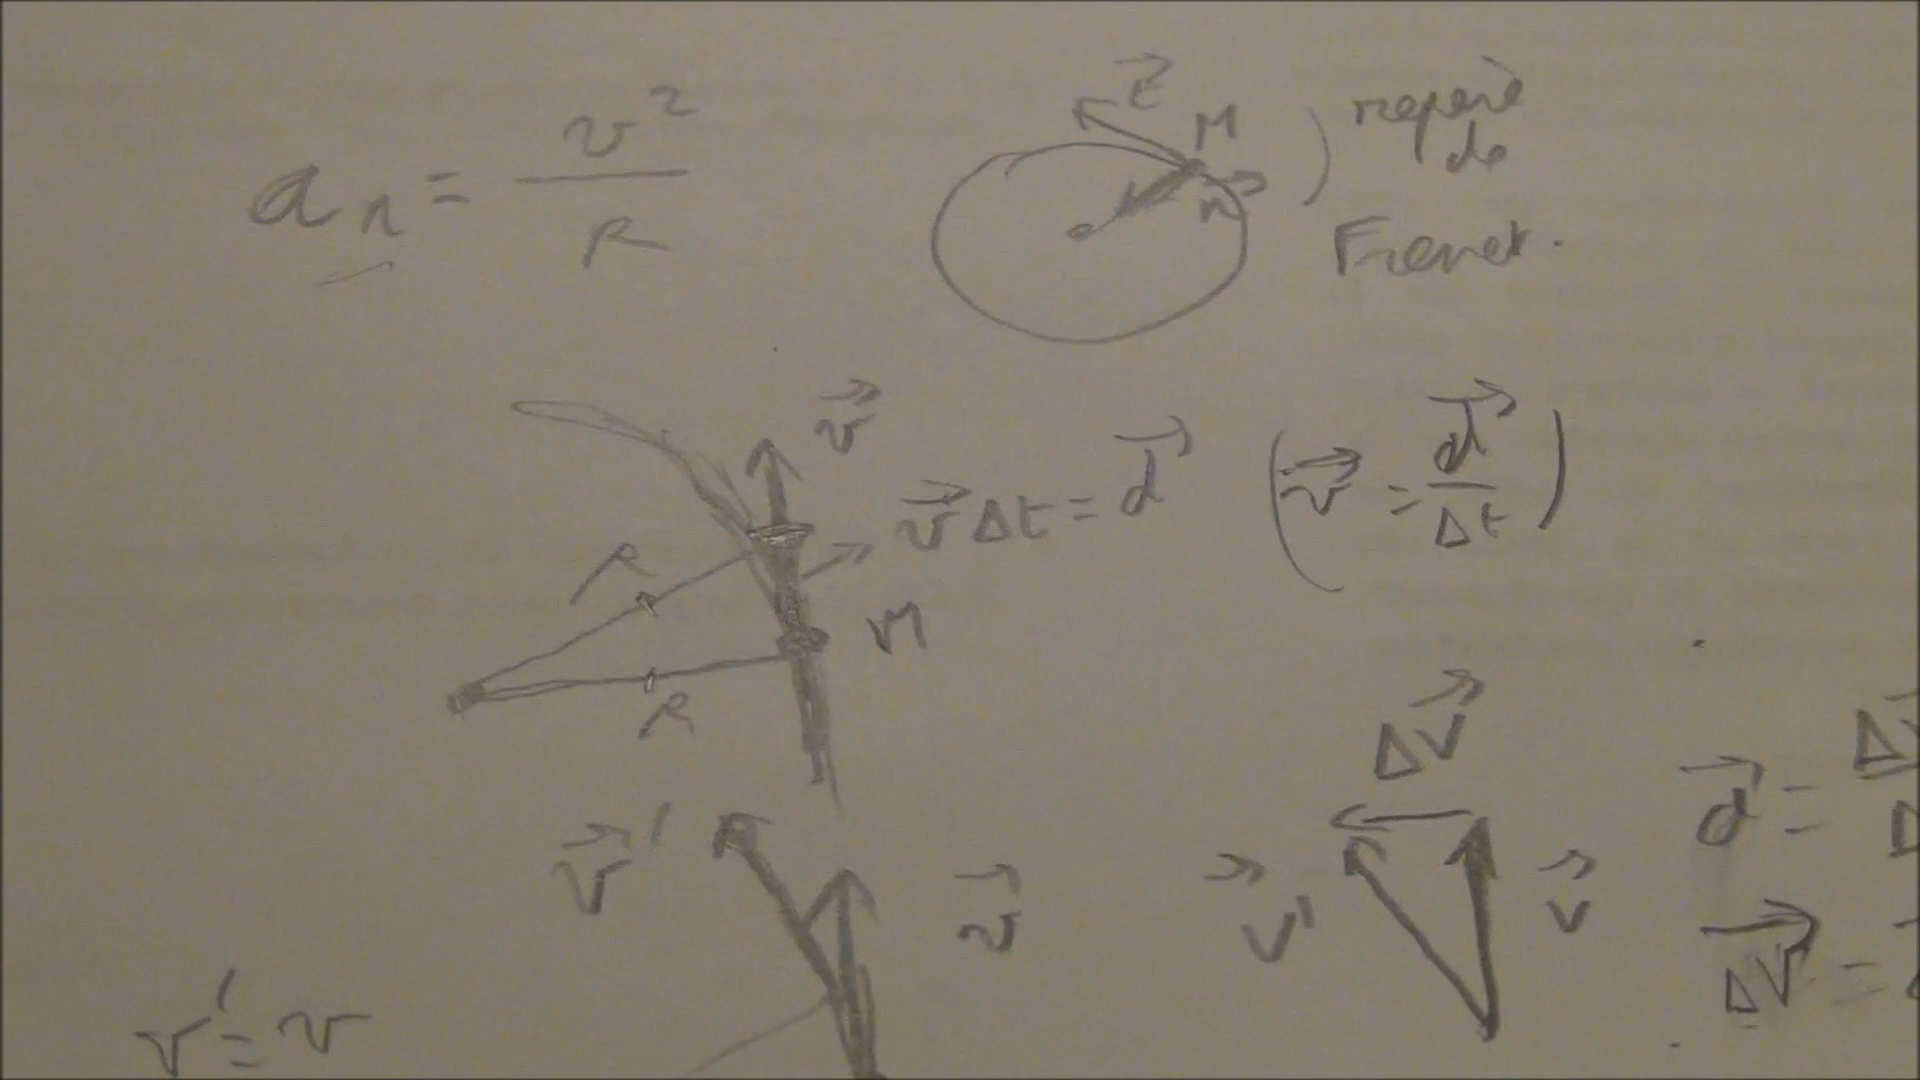 aₙ = v² / R
t⃗
M
n⃗
) repère
de
Frenet.
v⃗
v⃗ Δt = d⃗ (v⃗ = d⃗ / Δt)
R
M
R
ΔV⃗
v⃗'
v⃗
v⃗'
v⃗
ΔV⃗ =
v' = v